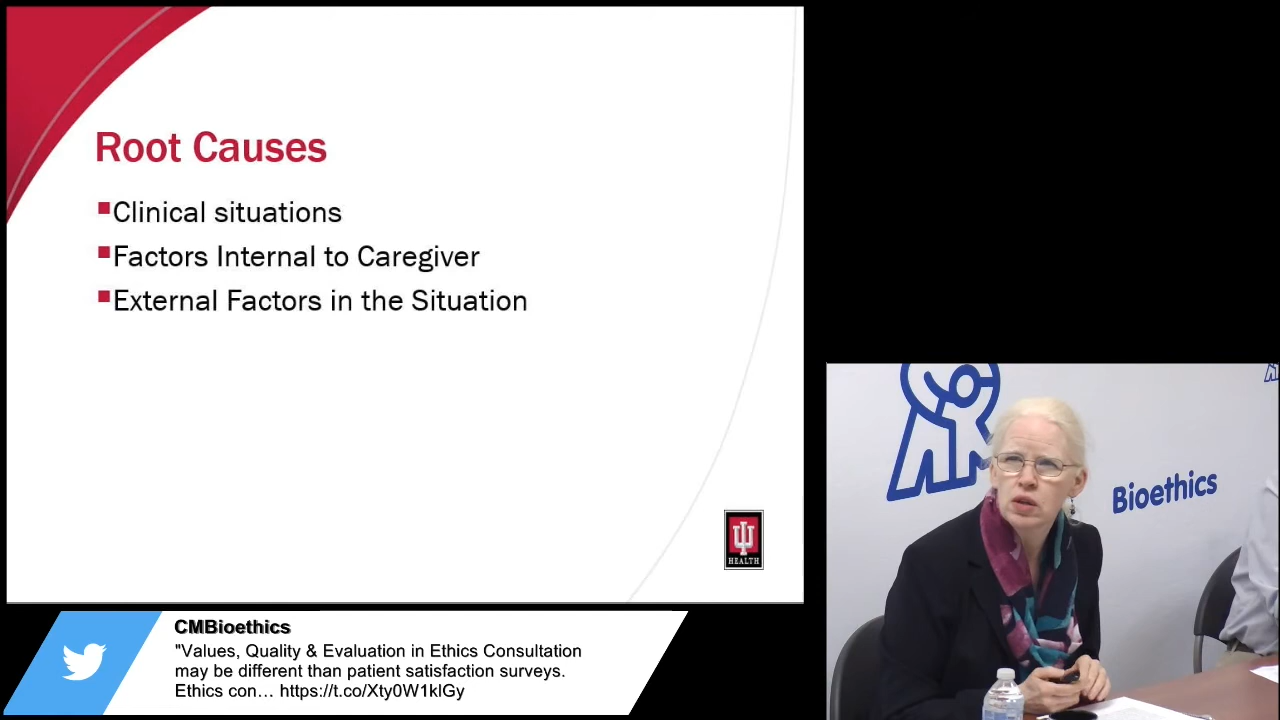 Root Causes
Clinical situations
Factors Internal to Caregiver
External Factors in the Situation
HEALTH
Bioethics
CMBioethics
"Values, Quality & Evaluation in Ethics Consultation
may be different than patient satisfaction surveys.
Ethics con… https://t.co/Xty0W1klGy